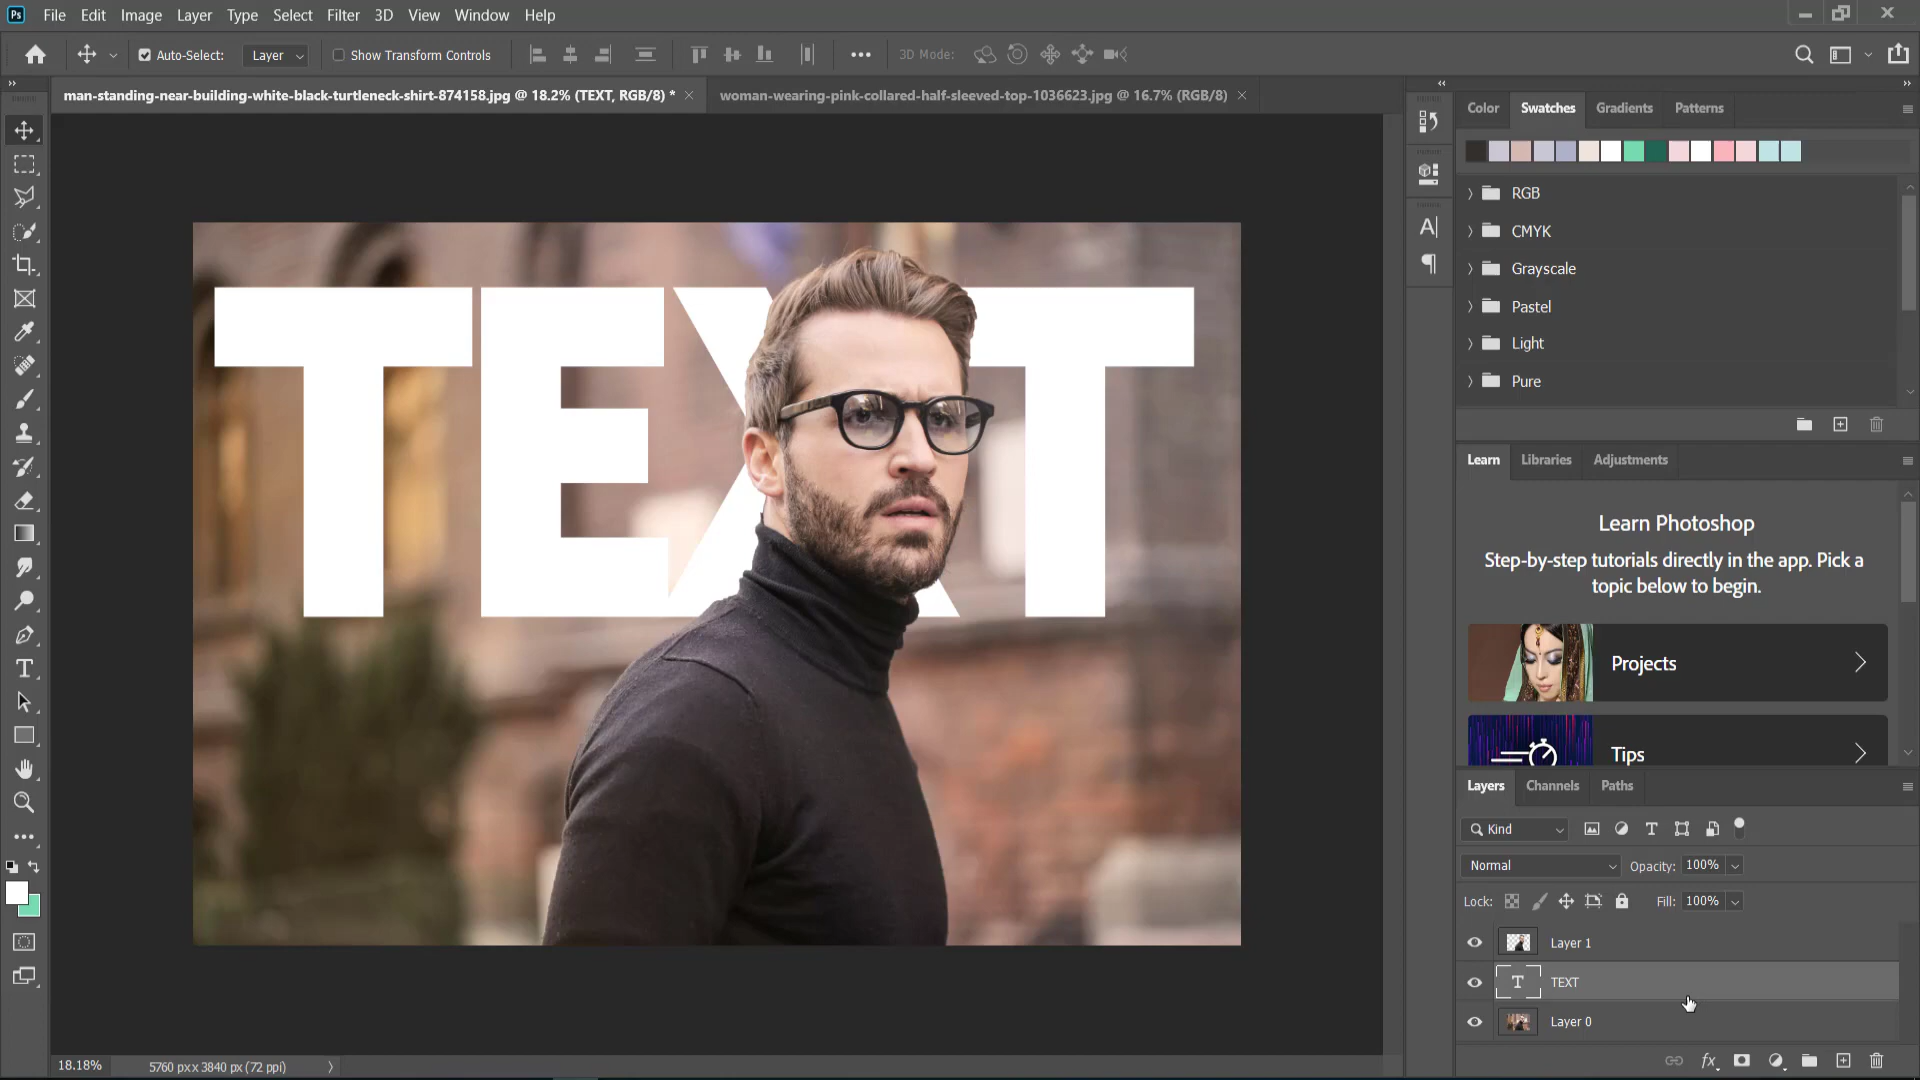 Ps File Edit Image Layer Type Select Filter 3D View Window Help
Auto-Select: Layer Show Transform Controls 3D Mode:
man-standing-near-building-white-black-turtleneck-shirt-874158.jpg @ 18.2% (TEXT, RGB/8) * woman-wearing-pink-collared-half-sleeved-top-1036623.jpg @ 16.7% (RGB/8)
Color Swatches Gradients Patterns
RGB
CMYK
Grayscale
Pastel
Light
Pure
TEXT
Learn Libraries Adjustments
Learn Photoshop
Step-by-step tutorials directly in the app. Pick a
topic below to begin.
Projects
Tips
Layers Channels Paths
Kind
Normal Opacity: 100%
Lock: Fill: 100%
Layer 1
TEXT
Layer 0
18.18% 5760 px x 3840 px (72 ppi)
fx